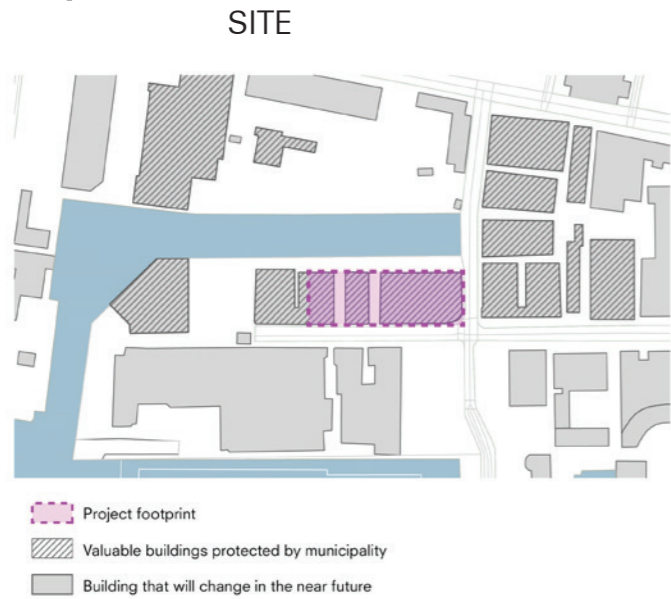 SITE
Project footprint
Valuable buildings protected by municipality
Building that will change in the near future